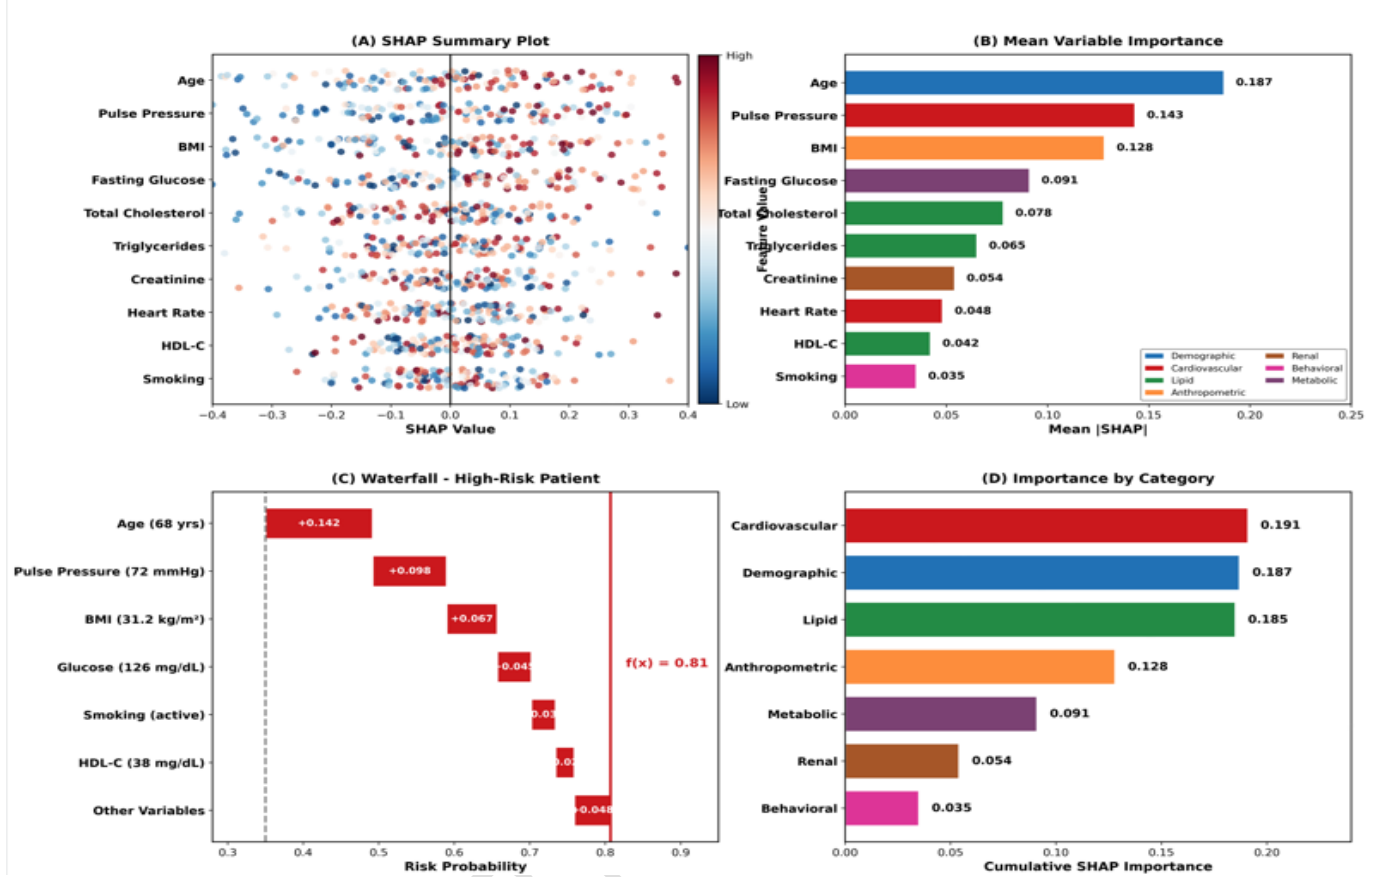 (A) SHAP Summary Plot
Age
Pulse Pressure
BMI
Fasting Glucose
Total Cholesterol
Triglycerides
Creatinine
Heart Rate
HDL-C
Smoking
−0.4 −0.3 −0.2 −0.1 0.0 0.1 0.2 0.3 0.4
SHAP Value
High
Low
Feature Value
(B) Mean Variable Importance
Age 0.187
Pulse Pressure 0.143
BMI 0.128
Fasting Glucose 0.091
Total Cholesterol 0.078
Triglycerides 0.065
Creatinine 0.054
Heart Rate 0.048
HDL-C 0.042
Smoking 0.035
Demographic
Cardiovascular
Lipid
Anthropometric
Renal
Behavioral
Metabolic
0.00 0.05 0.10 0.15 0.20 0.25
Mean |SHAP|
(C) Waterfall - High-Risk Patient
Age (68 yrs) +0.142
Pulse Pressure (72 mmHg) +0.098
BMI (31.2 kg/m²) +0.067
Glucose (126 mg/dL)
Smoking (active)
HDL-C (38 mg/dL)
Other Variables +0.048
f(x) = 0.81
0.3 0.4 0.5 0.6 0.7 0.8 0.9
Risk Probability
(D) Importance by Category
Cardiovascular 0.191
Demographic 0.187
Lipid 0.185
Anthropometric 0.128
Metabolic 0.091
Renal 0.054
Behavioral 0.035
0.00 0.05 0.10 0.15 0.20
Cumulative SHAP Importance